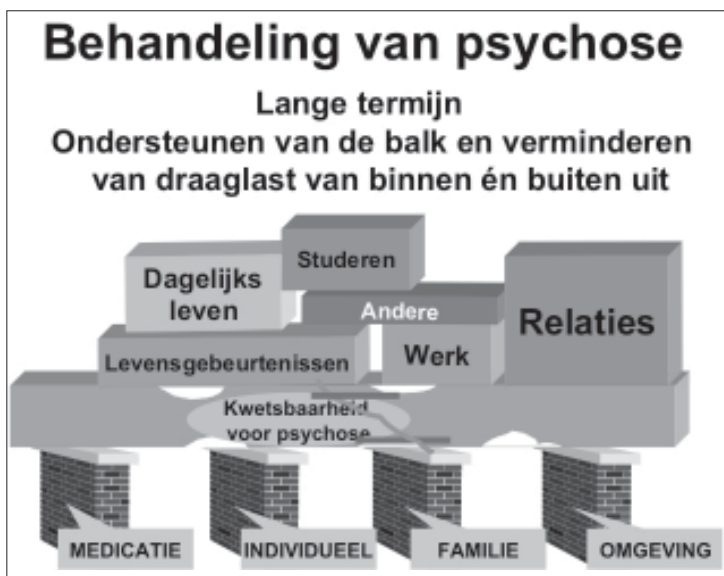 Behandeling van psychose
Lange termijn
Ondersteunen van de balk en verminderen
van draaglast van binnen én buiten uit
Studeren
Dagelijks
leven
Andere
Relaties
Levensgebeurtenissen
Werk
Kwetsbaarheid
voor psychose
MEDICATIE
INDIVIDUEEL
FAMILIE
OMGEVING